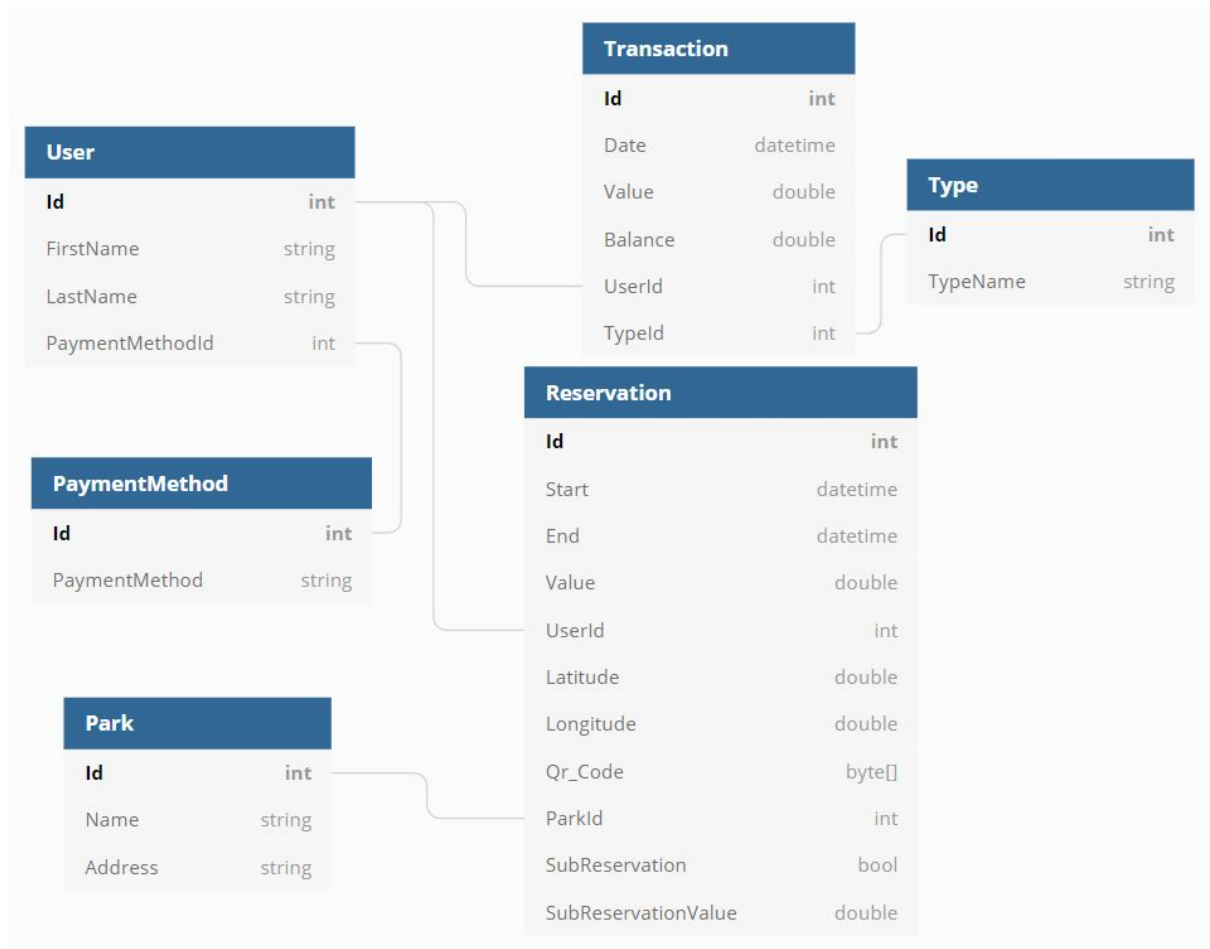 Transaction
Id int
Date datetime
Value double
Balance double
UserId int
TypeId int
User
Id int
FirstName string
LastName string
PaymentMethodId int
Type
Id int
TypeName string
Reservation
Id int
Start datetime
End datetime
Value double
UserId int
Latitude double
Longitude double
Qr_Code byte[]
ParkId int
SubReservation bool
SubReservationValue double
PaymentMethod
Id int
PaymentMethod string
Park
Id int
Name string
Address string